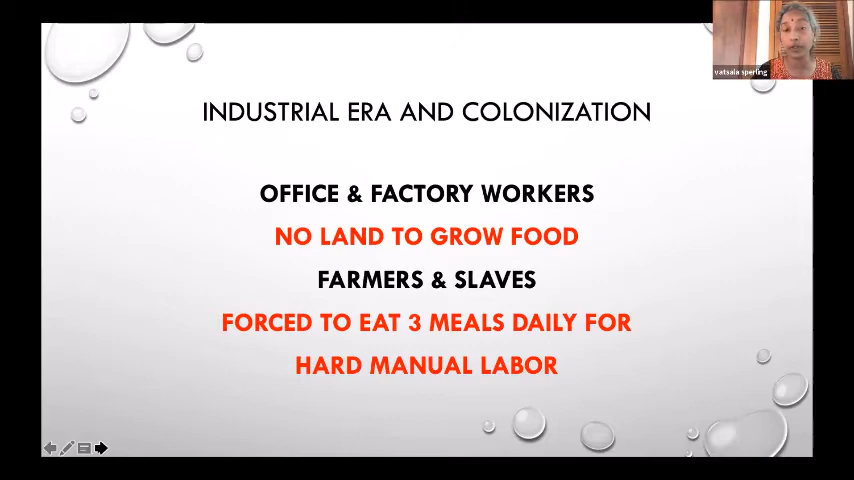 vatsala sperling
INDUSTRIAL ERA AND COLONIZATION
OFFICE & FACTORY WORKERS
NO LAND TO GROW FOOD
FARMERS & SLAVES
FORCED TO EAT 3 MEALS DAILY FOR
HARD MANUAL LABOR